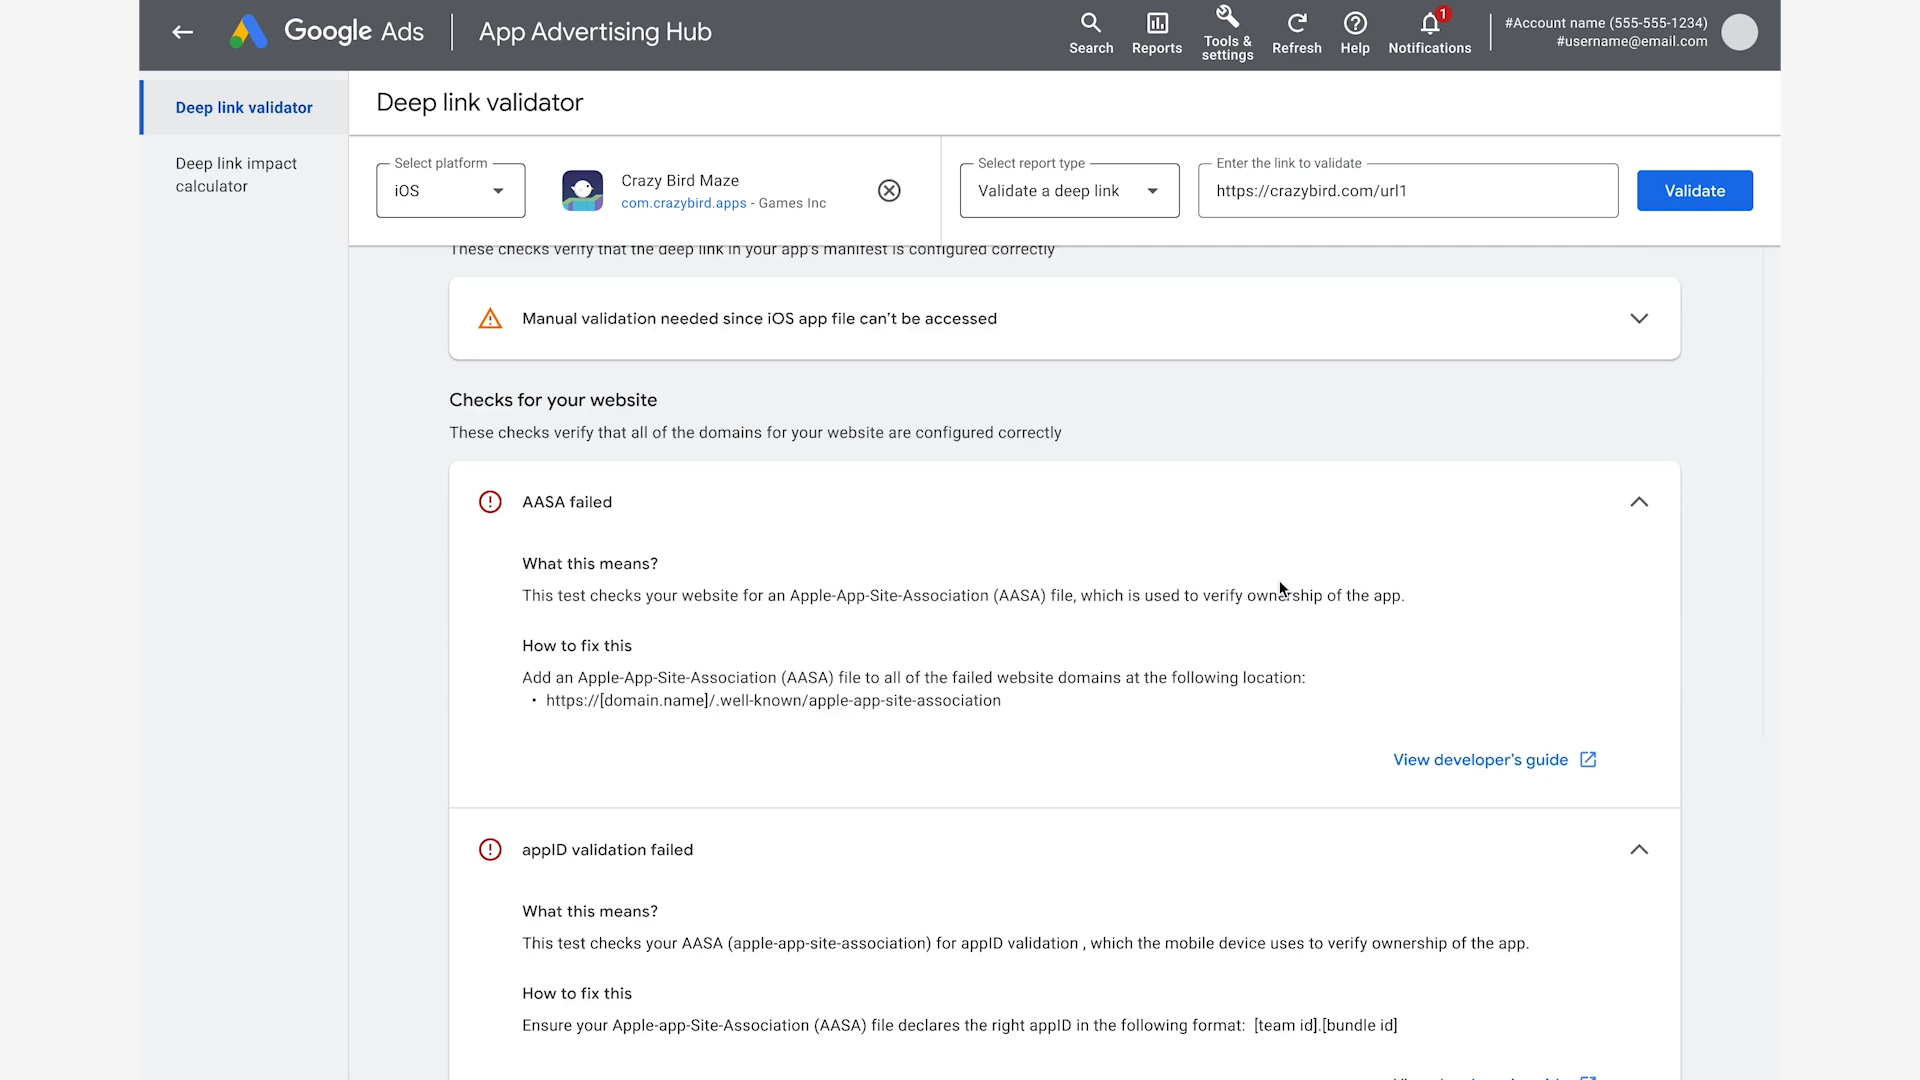 Google Ads
App Advertising Hub
Search
Reports
Tools &
settings
Refresh
Help
1
Notifications
#Account name (555-555-1234)
#username@email.com
Deep link validator
Deep link impact
calculator
Deep link validator
Select platform
iOS
Crazy Bird Maze
com.crazybird.apps - Games Inc
Select report type
Validate a deep link
Enter the link to validate
https://crazybird.com/url1
Validate
These checks verify that the deep link in your app's manifest is configured correctly
Manual validation needed since iOS app file can't be accessed
Checks for your website
These checks verify that all of the domains for your website are configured correctly
AASA failed
What this means?
This test checks your website for an Apple-App-Site-Association (AASA) file, which is used to verify ownership of the app.
How to fix this
Add an Apple-App-Site-Association (AASA) file to all of the failed website domains at the following location:
• https://[domain.name]/.well-known/apple-app-site-association
View developer's guide
appID validation failed
What this means?
This test checks your AASA (apple-app-site-association) for appID validation , which the mobile device uses to verify ownership of the app.
How to fix this
Ensure your Apple-app-Site-Association (AASA) file declares the right appID in the following format: [team id].[bundle id]